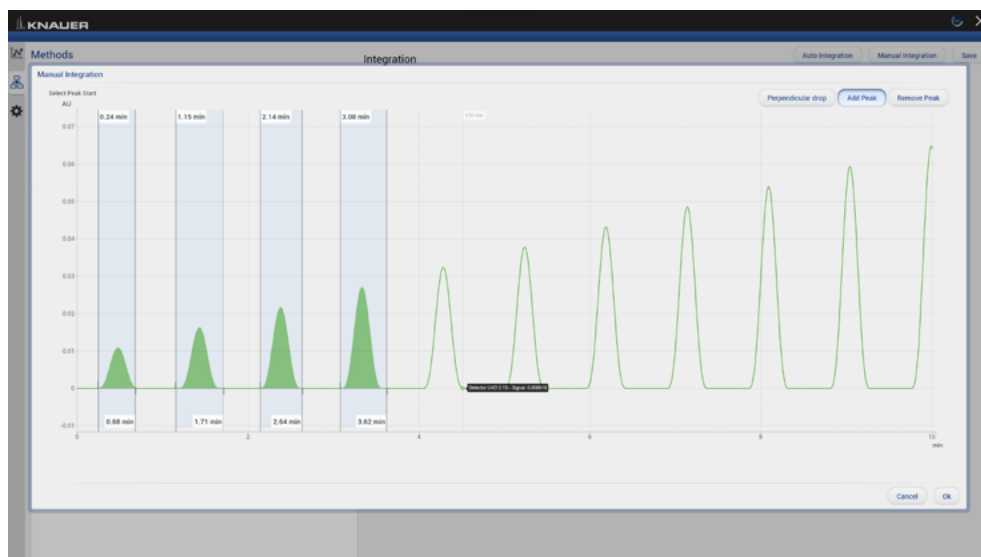 KNAUER
Methods
Integration
Auto Integration
Manual Integration
Save
Manual Integration
Select Peak Start
AU
Perpendicular drop
Add Peak
Remove Peak
0.24 min
1.15 min
2.14 min
3.08 min
0.07
0.06
0.05
0.04
0.03
0.02
0.01
0
-0.01
0.68 min
1.71 min
2.64 min
3.62 min
0
2
4
6
8
10
min
Cancel
Ok